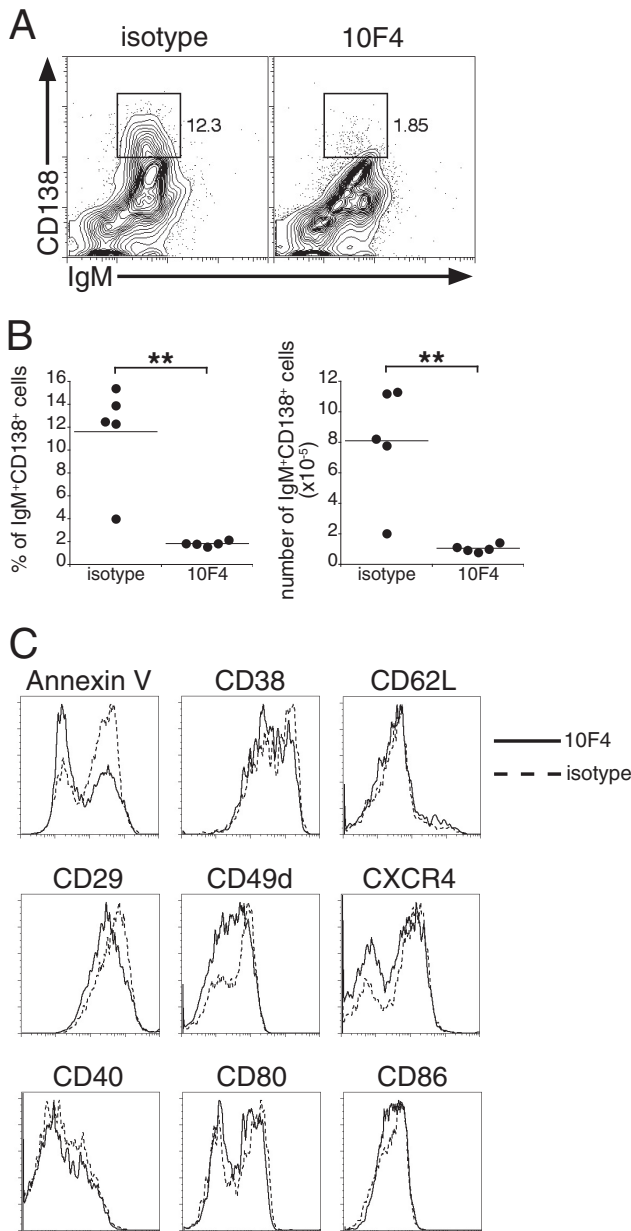 A
isotype 10F4
12.3 1.85
CD138
IgM
B
** **
% of IgM+CD138+ cells
16
14
12
10
8
6
4
2
0
isotype 10F4
number of IgM+CD138+ cells
(x10-5)
12
10
8
6
4
2
0
isotype 10F4
C
Annexin V CD38 CD62L
10F4
isotype
CD29 CD49d CXCR4
CD40 CD80 CD86